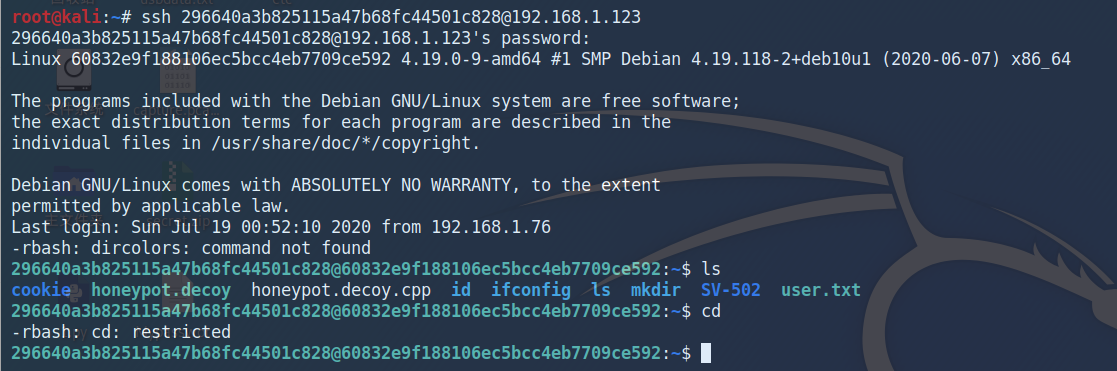 root@kali:~# ssh 296640a3b825115a47b68fc44501c828@192.168.1.123
296640a3b825115a47b68fc44501c828@192.168.1.123's password:
Linux 60832e9f188106ec5bcc4eb7709ce592 4.19.0-9-amd64 #1 SMP Debian 4.19.118-2+deb10u1 (2020-06-07) x86_64
The programs included with the Debian GNU/Linux system are free software;
the exact distribution terms for each program are described in the
individual files in /usr/share/doc/*/copyright.
Debian GNU/Linux comes with ABSOLUTELY NO WARRANTY, to the extent
permitted by applicable law.
Last login: Sun Jul 19 00:52:10 2020 from 192.168.1.76
-rbash: dircolors: command not found
296640a3b825115a47b68fc44501c828@60832e9f188106ec5bcc4eb7709ce592:~$ ls
cookie honeypot.decoy honeypot.decoy.cpp id ifconfig ls mkdir SV-502 user.txt
296640a3b825115a47b68fc44501c828@60832e9f188106ec5bcc4eb7709ce592:~$ cd
-rbash: cd: restricted
296640a3b825115a47b68fc44501c828@60832e9f188106ec5bcc4eb7709ce592:~$